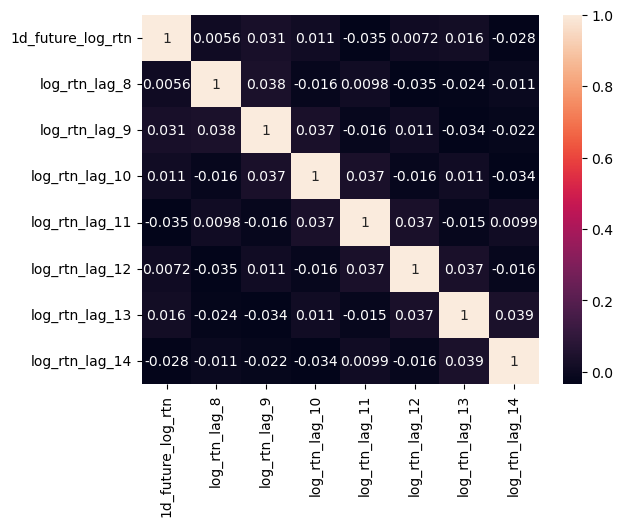 1d_future_log_rtn 1 0.0056 0.031 0.011 -0.035 0.0072 0.016 -0.028
log_rtn_lag_8 0.0056 1 0.038 -0.016 0.0098 -0.035 -0.024 -0.011
log_rtn_lag_9 0.031 0.038 1 0.037 -0.016 0.011 -0.034 -0.022
log_rtn_lag_10 0.011 -0.016 0.037 1 0.037 -0.016 0.011 -0.034
log_rtn_lag_11 -0.035 0.0098 -0.016 0.037 1 0.037 -0.015 0.0099
log_rtn_lag_12 0.0072 -0.035 0.011 -0.016 0.037 1 0.037 -0.016
log_rtn_lag_13 0.016 -0.024 -0.034 0.011 -0.015 0.037 1 0.039
log_rtn_lag_14 -0.028 -0.011 -0.022 -0.034 0.0099 -0.016 0.039 1
1d_future_log_rtn
log_rtn_lag_8
log_rtn_lag_9
log_rtn_lag_10
log_rtn_lag_11
log_rtn_lag_12
log_rtn_lag_13
log_rtn_lag_14
1.0
0.8
0.6
0.4
0.2
0.0